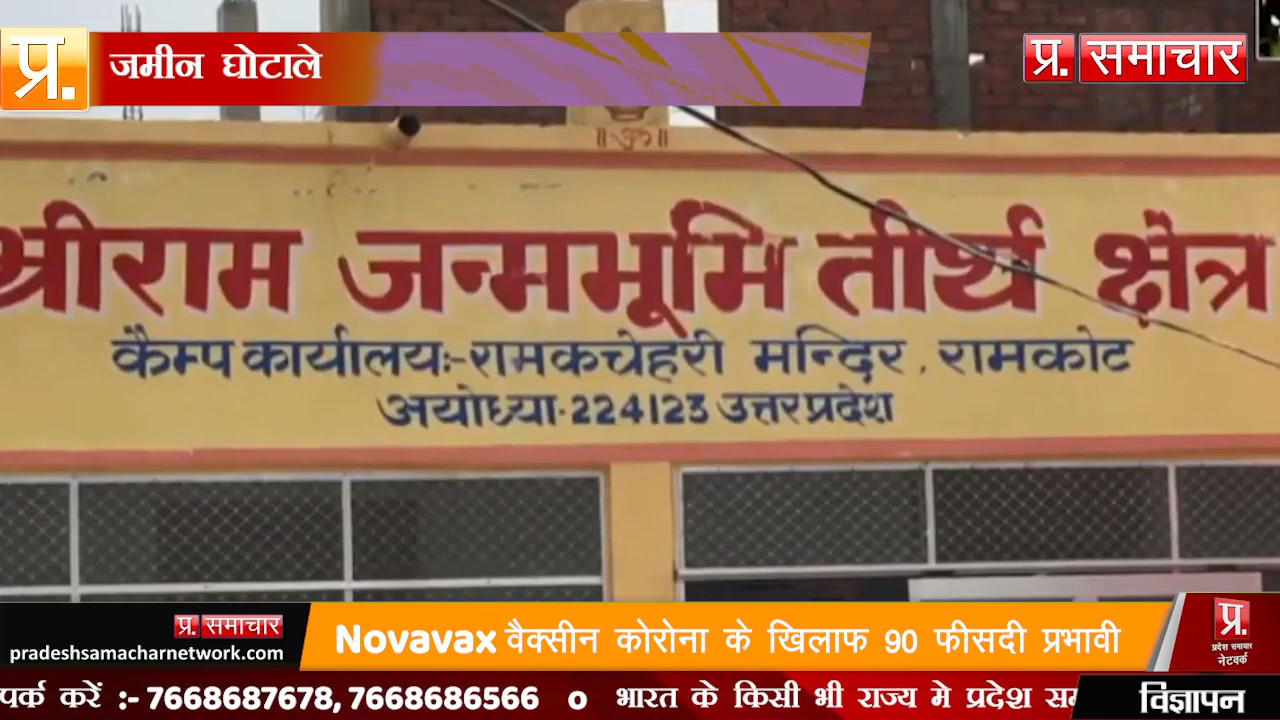 प्र. जमीन घोटाले
प्र. समाचार
॥ॐ॥
श्रीराम जन्मभूमि तीर्थ क्षेत्र
कैम्प कार्यालयः-रामकचेहरी मन्दिर, रामकोट
अयोध्या-224123 उत्तर प्रदेश
प्र. समाचार
pradeshsamacharnetwork.com
Novavax वैक्सीन कोरोना के खिलाफ 90 फीसदी प्रभावी
प्र.
प्रदेश समाचार
नेटवर्क
पर्क करें :- 7668687678, 7668686566 o भारत के किसी भी राज्य मे प्रदेश
विज्ञापन